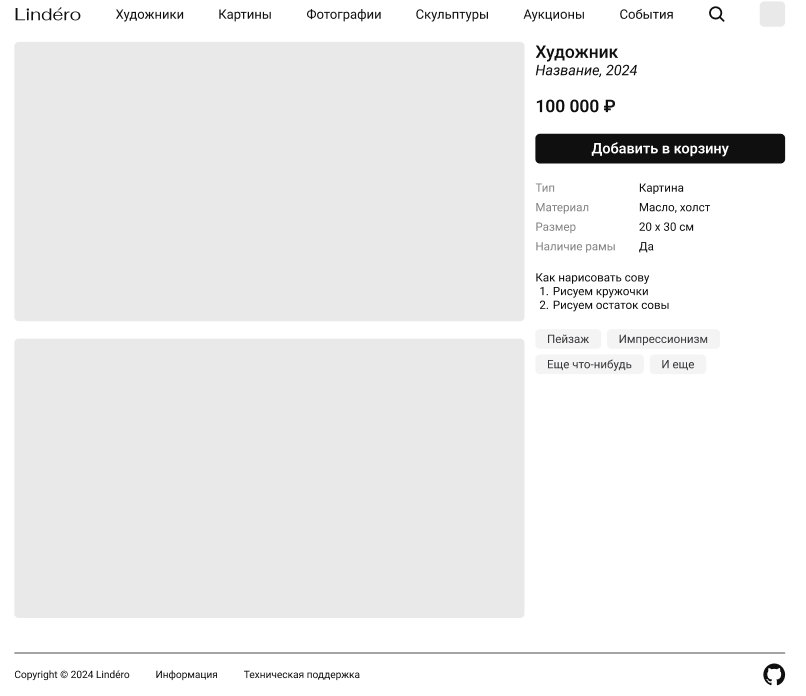 Lindéro Художники Картины Фотографии Скульптуры Аукционы События
Художник
Название, 2024
100 000 ₽
Добавить в корзину
Тип Картина
Материал Масло, холст
Размер 20 x 30 см
Наличие рамы Да
Как нарисовать сову
1. Рисуем кружочки
2. Рисуем остаток совы
Пейзаж Импрессионизм
Еще что-нибудь И еще
Copyright © 2024 Lindéro Информация Техническая поддержка